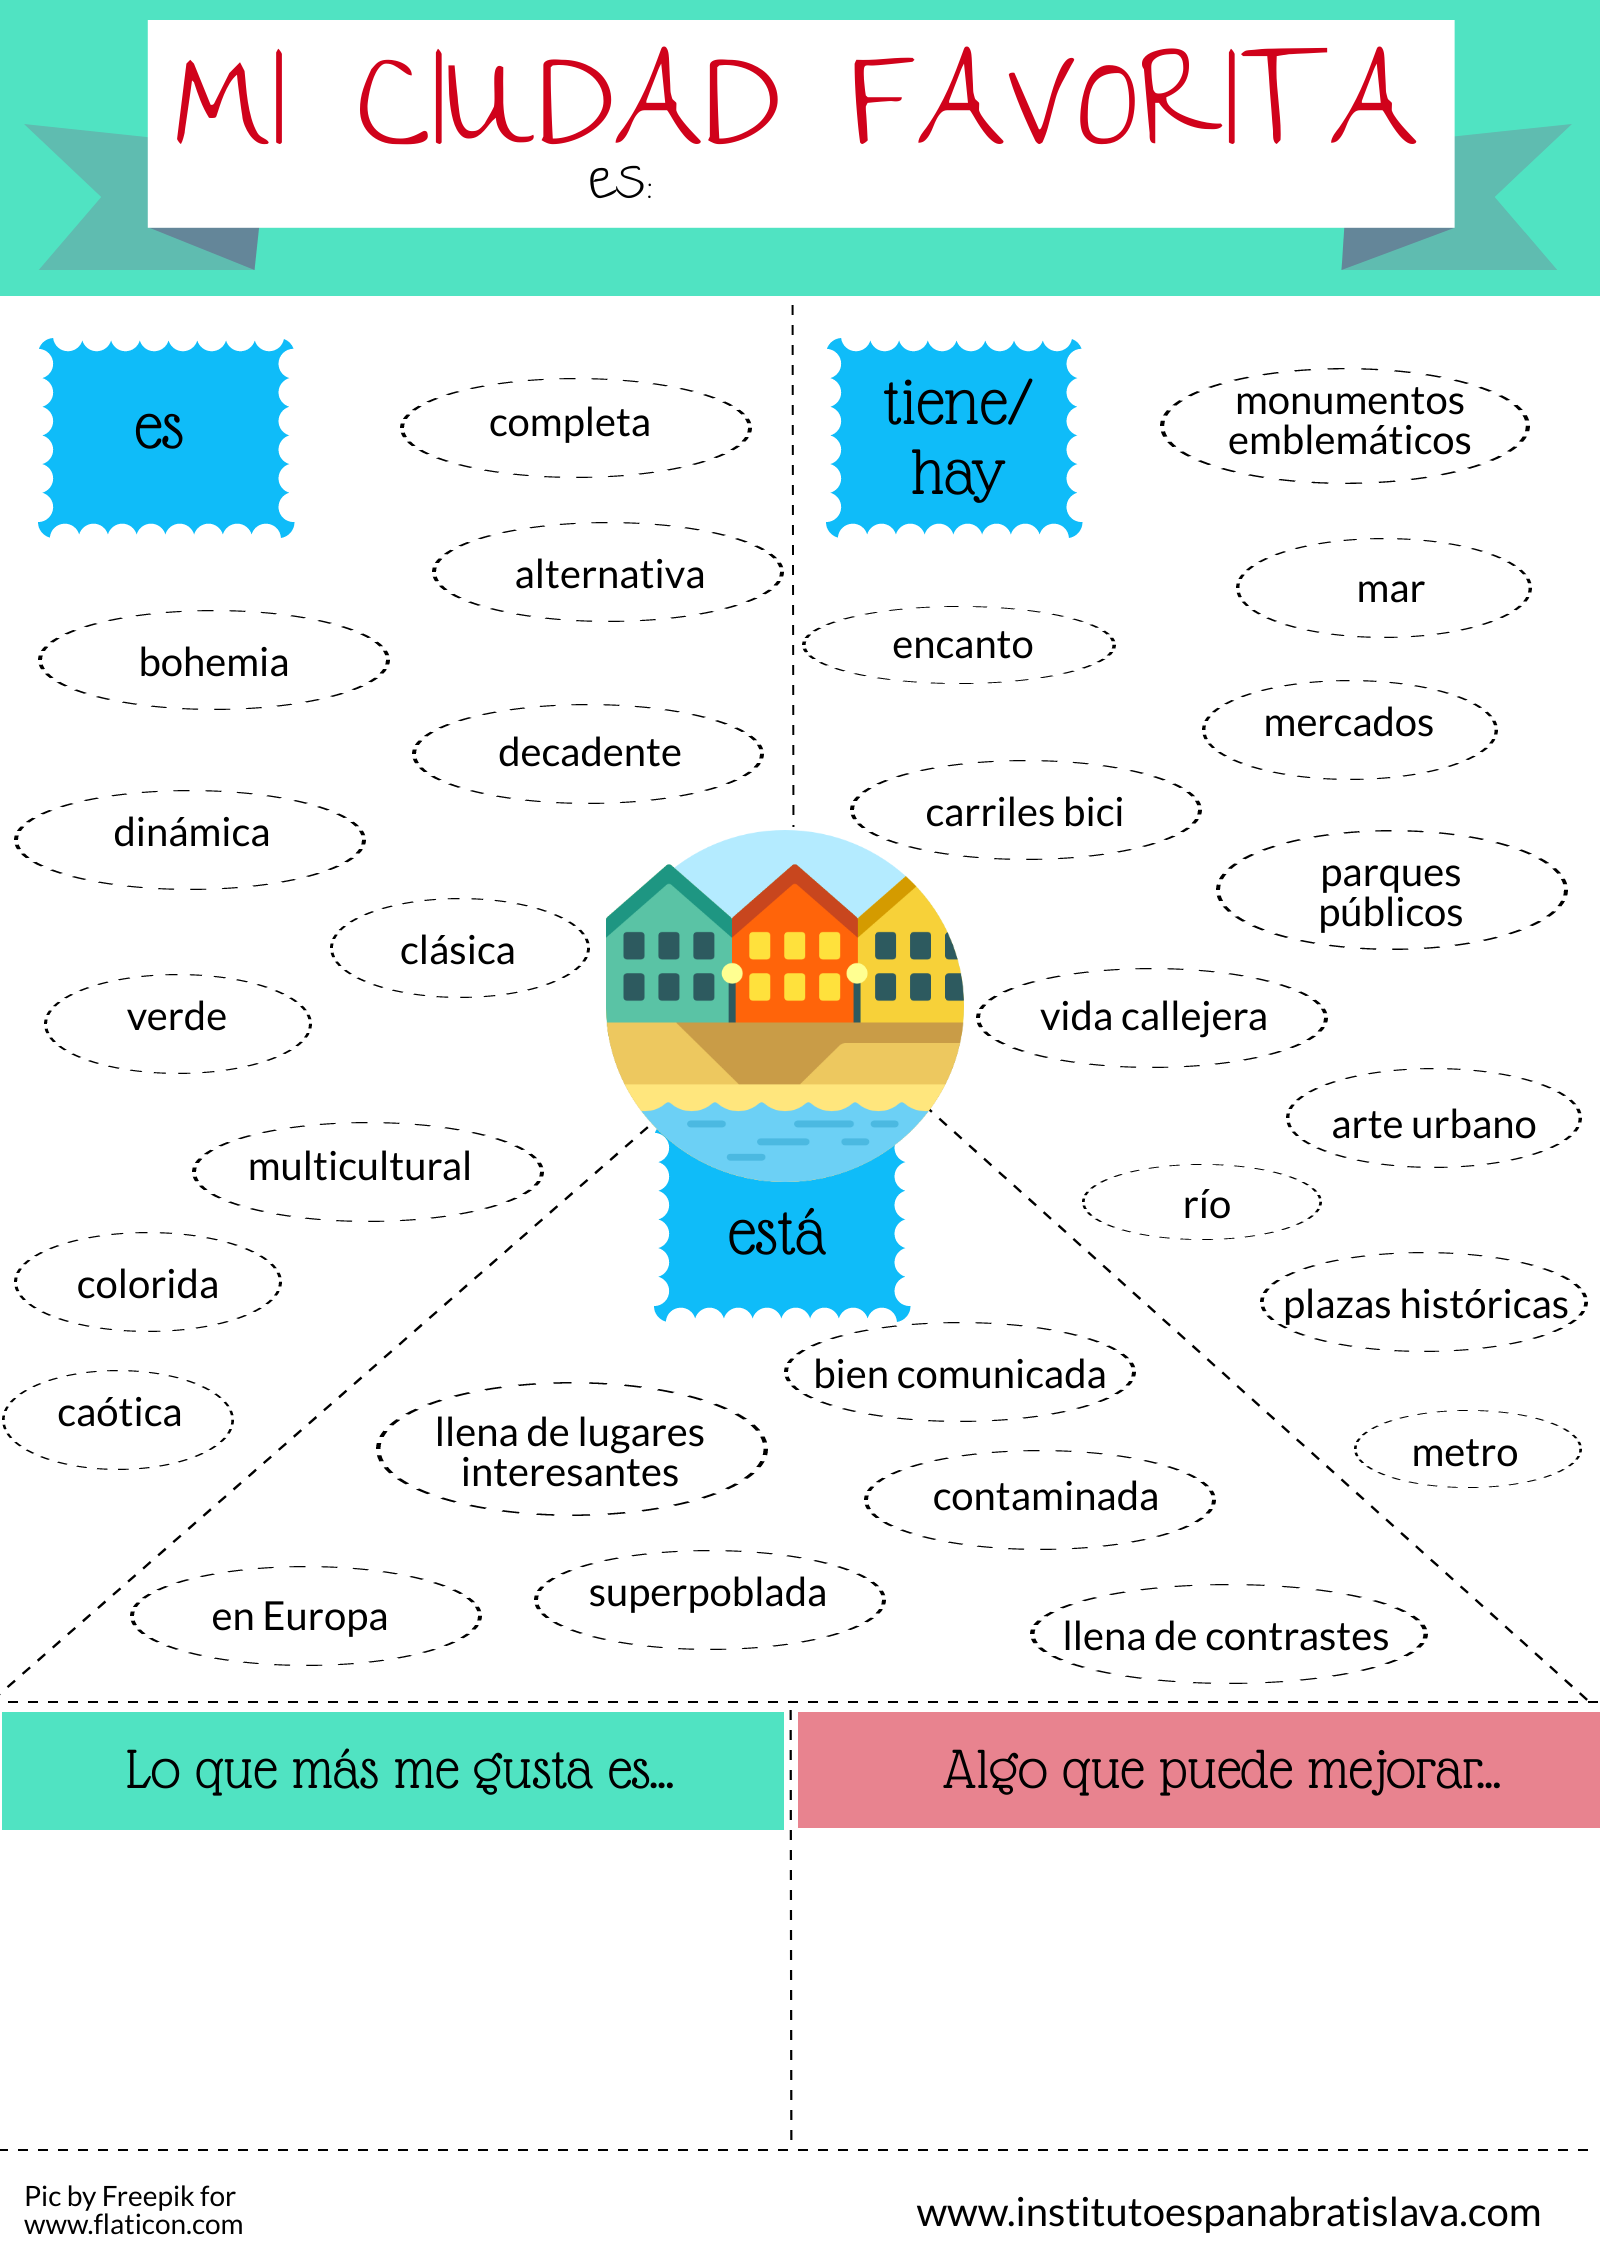 MI CIUDAD FAVORITA
es:
es
completa
alternativa
bohemia
decadente
dinámica
clásica
verde
multicultural
colorida
caótica
tiene/
hay
monumentos
emblemáticos
mar
encanto
mercados
carriles bici
parques
públicos
vida callejera
arte urbano
río
plazas históricas
metro
está
bien comunicada
llena de lugares
interesantes
contaminada
superpoblada
en Europa
llena de contrastes
Lo que más me gusta es...
Algo que puede mejorar...
Pic by Freepik for
www.flaticon.com
www.institutoespanabratislava.com